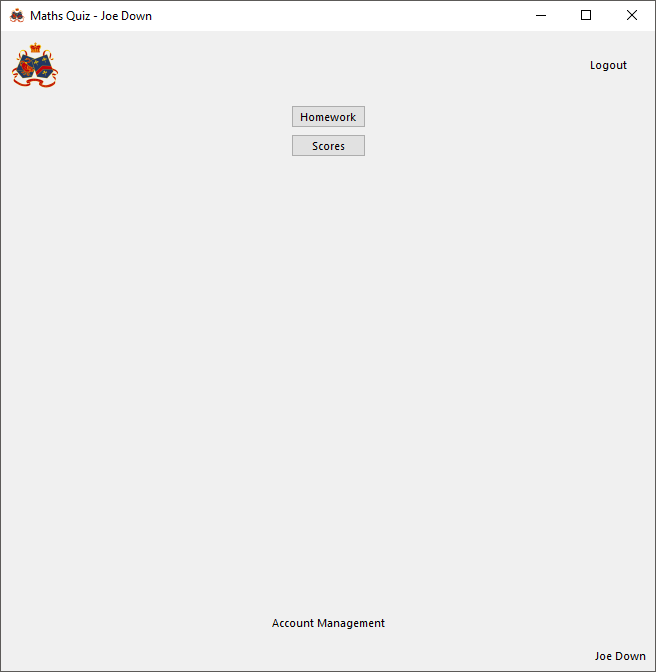 Maths Quiz - Joe Down
Logout
Homework
Scores
Account Management
Joe Down